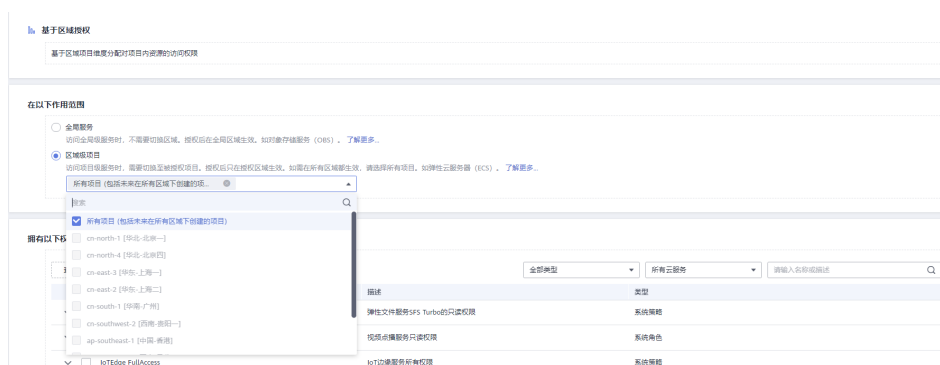 基于区域授权
基于区域项目维度分配对项目内资源的访问权限
在以下作用范围
全局服务
访问全局级服务时，不需要切换区域。授权后在全局区域生效。如对象存储服务（OBS）。 了解更多...
区域级项目
访问项目级服务时，需要切换至被授权项目。授权后只在授权区域生效。如需在所有区域都生效，请选择所有项目。如弹性云服务器（ECS）。 了解更多...
所有项目 (包括未来在所有区域下创建的项...
搜索
所有项目 (包括未来在所有区域下创建的项目)
拥有以下权
cn-north-1 [华北-北京一]
cn-north-4 [华北-北京四]
cn-east-3 [华东-上海一]
全部类型 所有云服务 请输入名称或描述
cn-east-2 [华东-上海二]
描述 类型
cn-south-1 [华南-广州]
弹性文件服务SFS Turbo的只读权限 系统策略
cn-southwest-2 [西南-贵阳一]
ap-southeast-1 [中国-香港]
视频点播服务只读权限 系统角色
IoTEdge FullAccess IoT边缘服务所有权限 系统策略